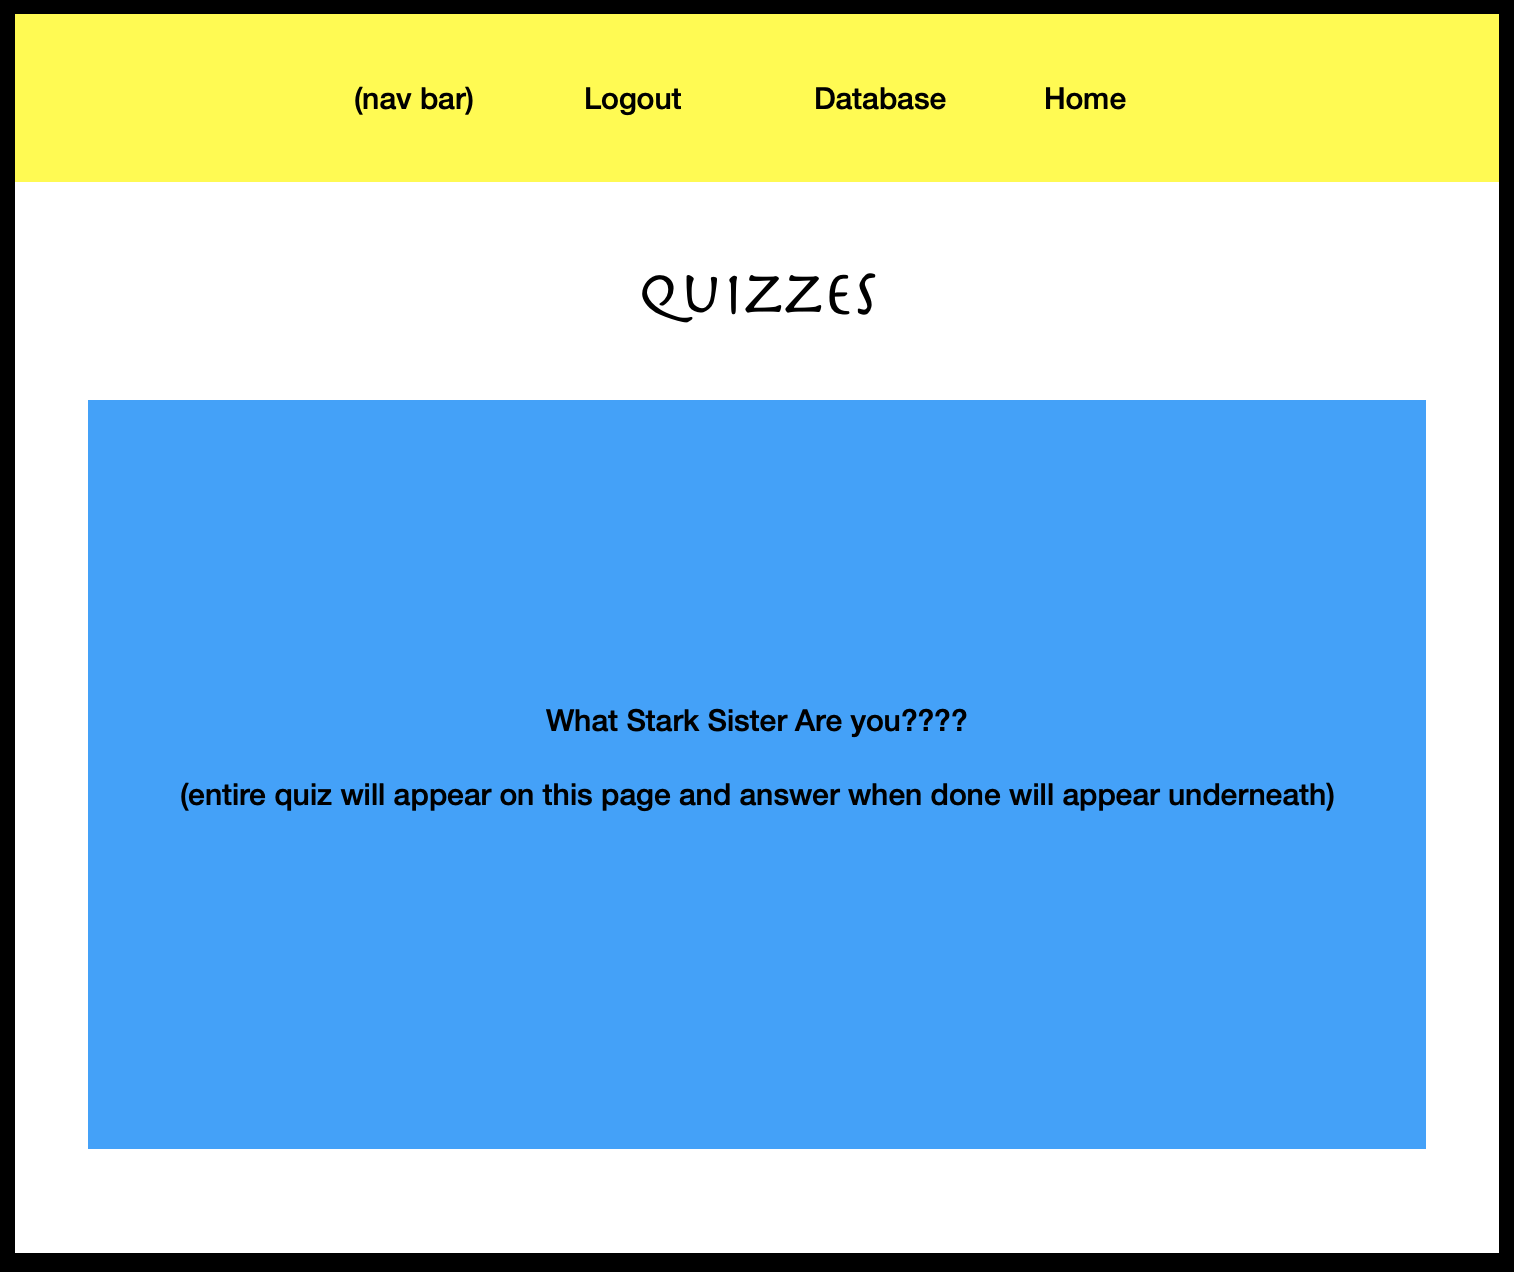 (nav bar) Logout Database Home
QUIZZES
What Stark Sister Are you????
(entire quiz will appear on this page and answer when done will appear underneath)